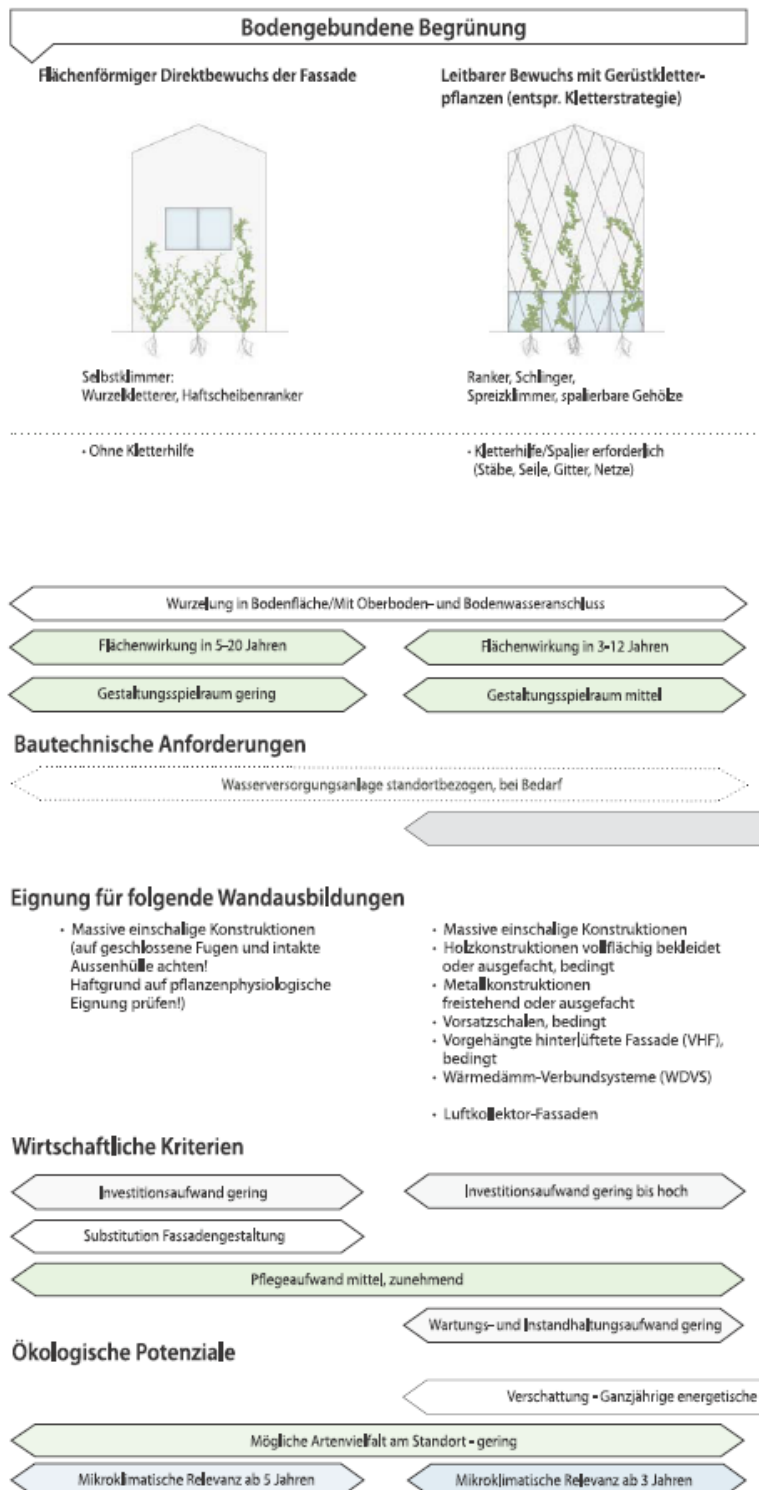 Bodengebundene Begrünung
Flächenförmiger Direktbewuchs der Fassade
Leitbarer Bewuchs mit Gerüstkletter-
pflanzen (entspr. Kletterstrategie)
Selbstklimmer:
Wurzelkletterer, Haftscheibenranker
Ranker, Schlinger,
Spreizklimmer, spalierbare Gehölze
• Ohne Kletterhilfe
• Kletterhilfe/Spalier erforderlich
(Stäbe, Seile, Gitter, Netze)
Wurzelung in Bodenfläche/Mit Oberboden- und Bodenwasseranschluss
Flächenwirkung in 5-20 Jahren
Flächenwirkung in 3-12 Jahren
Gestaltungsspielraum gering
Gestaltungsspielraum mittel
Bautechnische Anforderungen
Wasserversorgungsanlage standortbezogen, bei Bedarf
Eignung für folgende Wandausbildungen
• Massive einschalige Konstruktionen
(auf geschlossene Fugen und intakte
Aussenhülle achten!
Haftgrund auf pflanzenphysiologische
Eignung prüfen!)
• Massive einschalige Konstruktionen
• Holzkonstruktionen vollflächig bekleidet
oder ausgefacht, bedingt
• Metallkonstruktionen
freistehend oder ausgefacht
• Vorsatzschalen, bedingt
• Vorgehängte hinterlüftete Fassade (VHF),
bedingt
• Wärmedämm-Verbundsysteme (WDVS)
• Luftkollektor-Fassaden
Wirtschaftliche Kriterien
Investitionsaufwand gering
Investitionsaufwand gering bis hoch
Substitution Fassadengestaltung
Pflegeaufwand mittel, zunehmend
Wartungs- und Instandhaltungsaufwand gering
Ökologische Potenziale
Verschattung - Ganzjährige energetische
Mögliche Artenvielfalt am Standort - gering
Mikroklimatische Relevanz ab 5 Jahren
Mikroklimatische Relevanz ab 3 Jahren